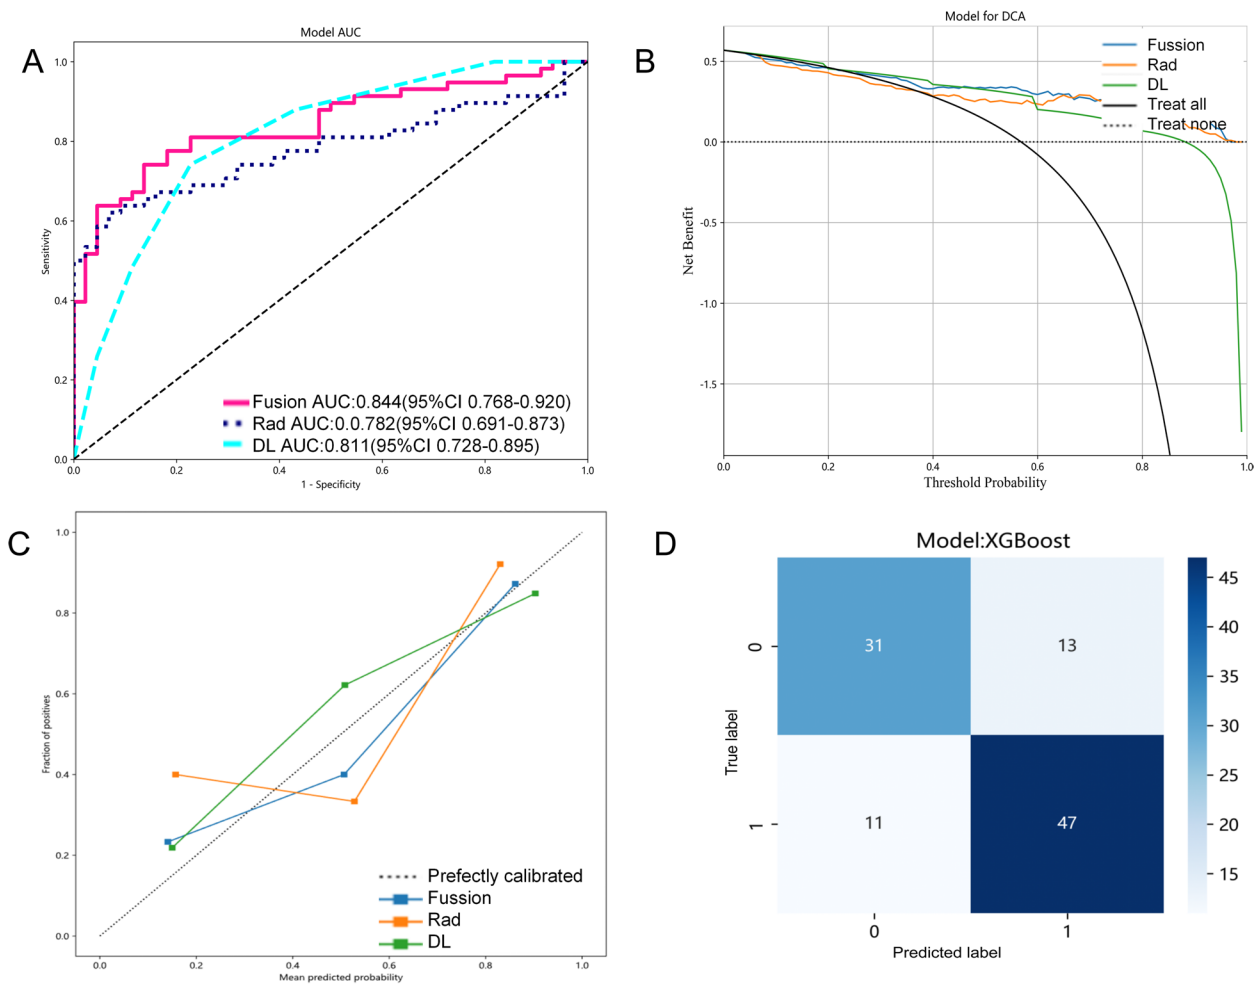 A
Model AUC
1.0
0.8
0.6
0.4
0.2
0.0
Sensitivity
0.0
0.2
0.4
0.6
0.8
1.0
1 - Specificity
Fusion AUC:0.844(95%CI 0.768-0.920)
Rad AUC:0.0.782(95%CI 0.691-0.873)
DL AUC:0.811(95%CI 0.728-0.895)
B
Model for DCA
0.5
0.0
-0.5
-1.0
-1.5
Net Benefit
0.0
0.2
0.4
0.6
0.8
1.0
Threshold Probability
Fussion
Rad
DL
Treat all
Treat none
C
1.0
0.8
0.6
0.4
0.2
0.0
Fraction of positives
0.0
0.2
0.4
0.6
0.8
1.0
Mean predicted probability
Prefectly calibrated
Fussion
Rad
DL
D
Model:XGBoost
0
1
True label
31
13
11
47
0
1
Predicted label
45
40
35
30
25
20
15